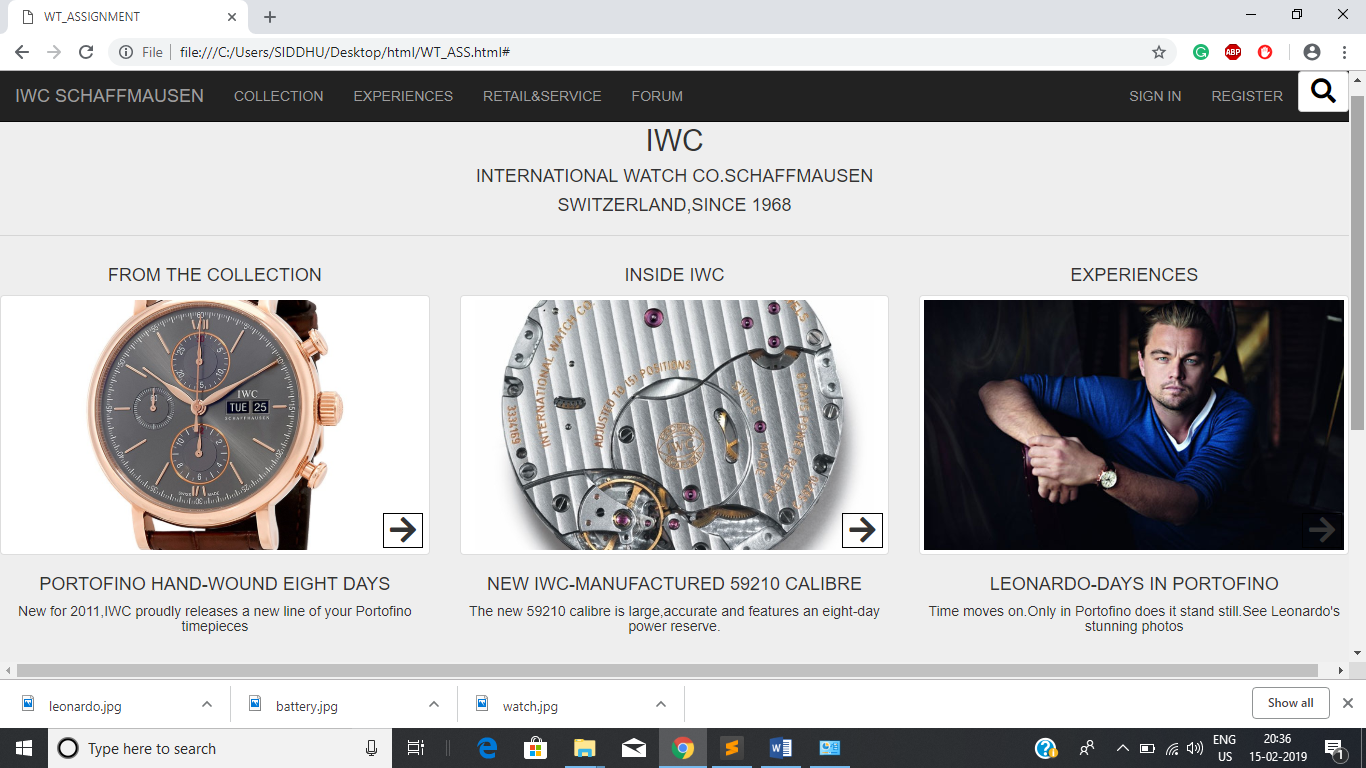 WT_ASSIGNMENT
File
file:///C:/Users/SIDDHU/Desktop/html/WT_ASS.html#
ABP
IWC SCHAFFMAUSEN COLLECTION EXPERIENCES RETAIL&SERVICE FORUM SIGN IN REGISTER
IWC
INTERNATIONAL WATCH CO.SCHAFFMAUSEN
SWITZERLAND,SINCE 1968
FROM THE COLLECTION
IWC
TUE 25
SCHAFFHAUSEN
SWISS MADE
PORTOFINO HAND-WOUND EIGHT DAYS
New for 2011,IWC proudly releases a new line of your Portofino
timepieces
INSIDE IWC
INTERNATIONAL WATCH CO
ADJUSTED TO (5) POSITIONS
3334169
NEW IWC-MANUFACTURED 59210 CALIBRE
The new 59210 calibre is large,accurate and features an eight-day
power reserve.
EXPERIENCES
LEONARDO-DAYS IN PORTOFINO
Time moves on.Only in Portofino does it stand still.See Leonardo's
stunning photos
leonardo.jpg
battery.jpg
watch.jpg
Show all
Type here to search
ENG
US
20:36
15-02-2019
1